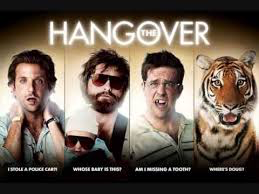 THE
HANGOVER
I STOLE A POLICE CAR?!
WHOSE BABY IS THIS?
AM I MISSING A TOOTH?
WHERE'S DOUG?